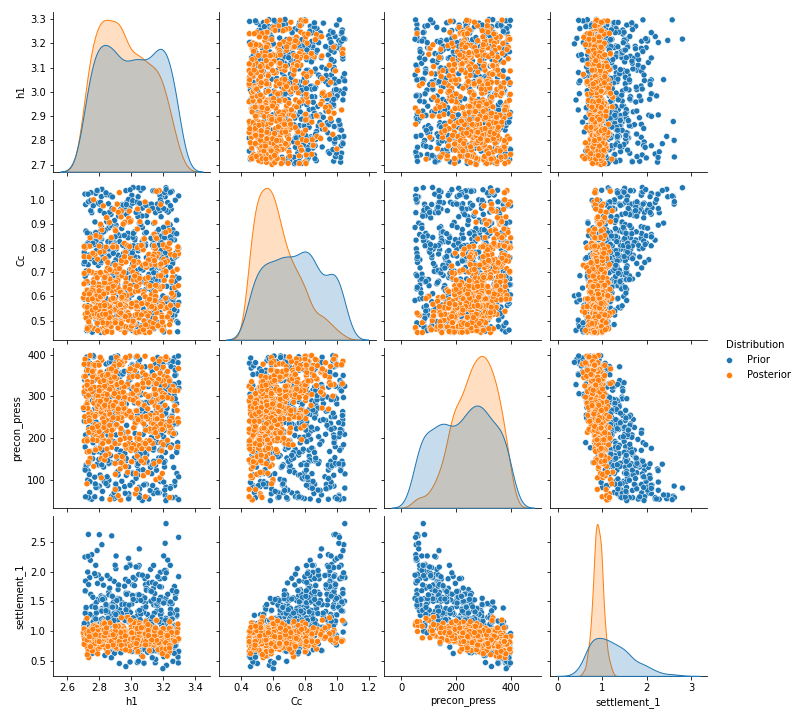 3.3
3.2
3.1
3.0
2.9
2.8
2.7
h1
1.0
0.9
0.8
0.7
0.6
0.5
Cc
400
300
200
100
precon_press
2.5
2.0
1.5
1.0
0.5
settlement_1
2.6 2.8 3.0 3.2 3.4
h1
0.4 0.6 0.8 1.0 1.2
Cc
0 200 400
precon_press
0 1 2 3
settlement_1
Distribution
Prior
Posterior